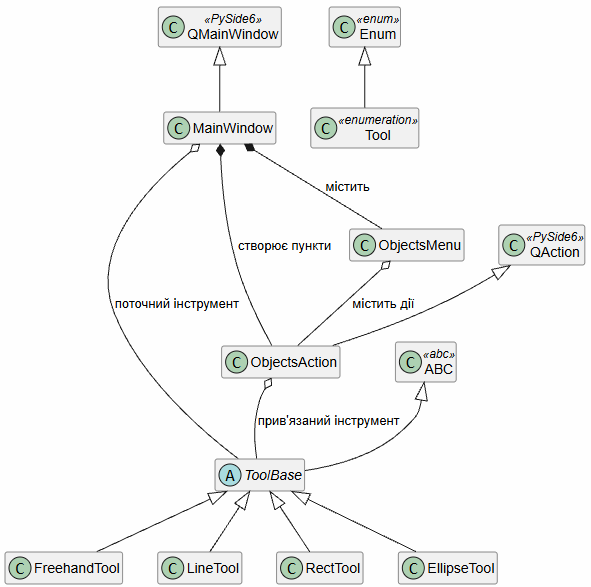 «PySide6»
C QMainWindow
«enum»
C Enum
C MainWindow
«enumeration»
C Tool
містить
створює пункти
C ObjectsMenu
«PySide6»
C QAction
поточний інструмент
містить дії
C ObjectsAction
«abc»
C ABC
прив'язаний інструмент
A ToolBase
C FreehandTool
C LineTool
C RectTool
C EllipseTool